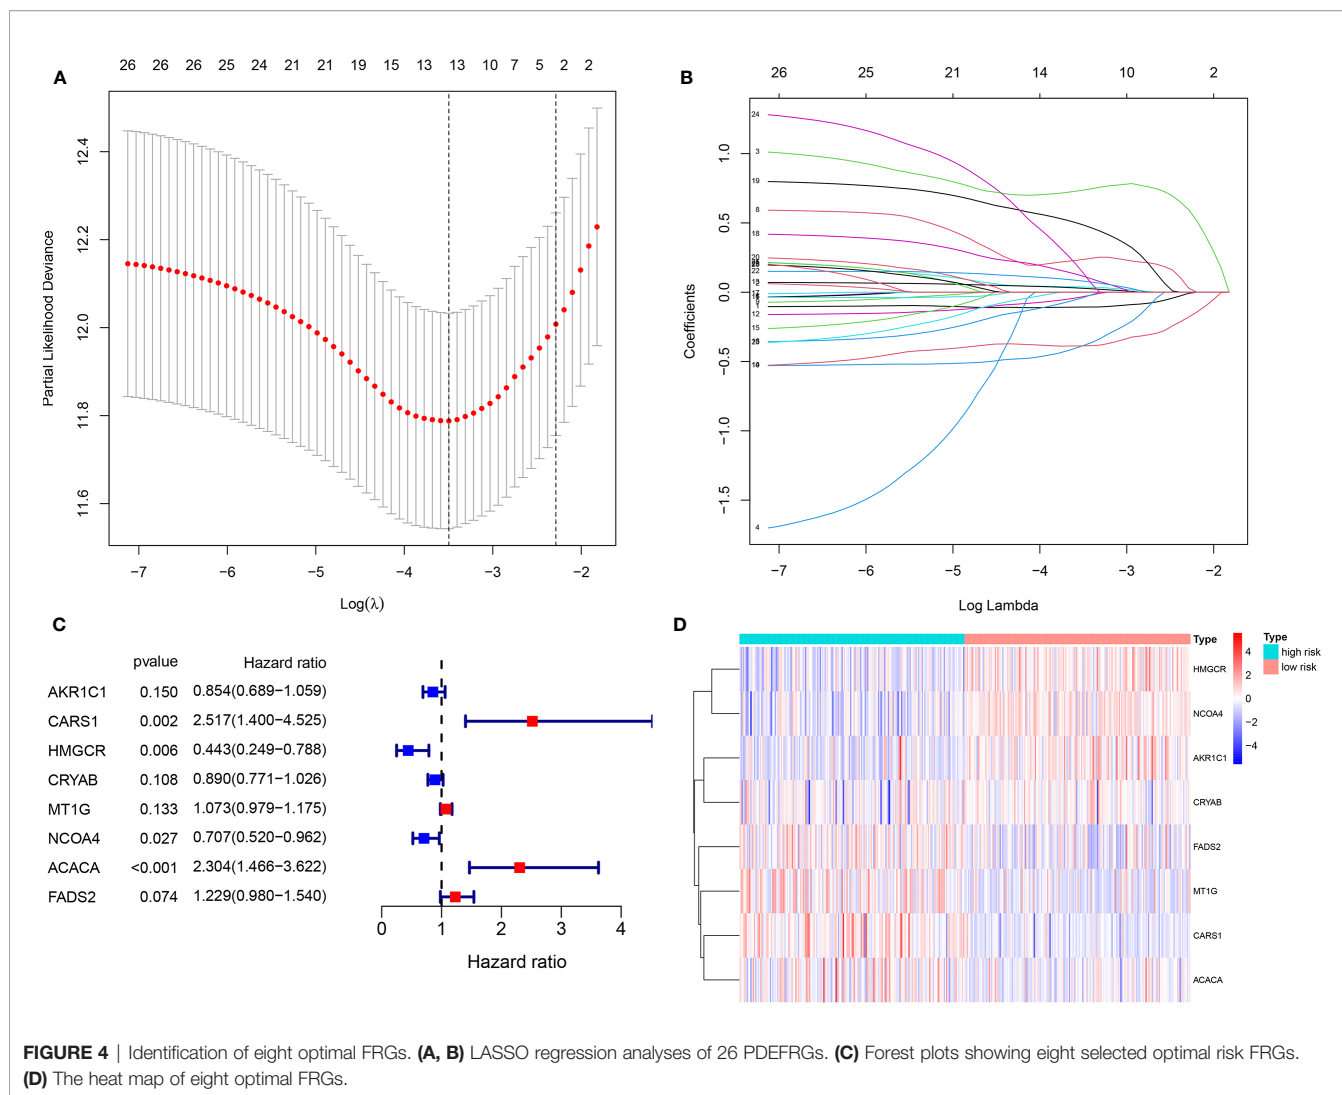 A
26 26 26 25 24 21 21 19 15 13 13 10 7 5 2 2
Partial Likelihood Deviance
12.4
12.2
12.0
11.8
11.6
−7 −6 −5 −4 −3 −2
Log(λ)
B
26 25 21 14 10 2
Coefficients
1.0
0.5
0.0
−0.5
−1.0
−1.5
24
3
19
8
18
20
22
12
15
4
−7 −6 −5 −4 −3 −2
Log Lambda
C
pvalue Hazard ratio
AKR1C1 0.150 0.854(0.689−1.059)
CARS1 0.002 2.517(1.400−4.525)
HMGCR 0.006 0.443(0.249−0.788)
CRYAB 0.108 0.890(0.771−1.026)
MT1G 0.133 1.073(0.979−1.175)
NCOA4 0.027 0.707(0.520−0.962)
ACACA <0.001 2.304(1.466−3.622)
FADS2 0.074 1.229(0.980−1.540)
0 1 2 3 4
Hazard ratio
D
Type
HMGCR
NCOA4
AKR1C1
CRYAB
FADS2
MT1G
CARS1
ACACA
4
2
0
−2
−4
Type
high risk
low risk
FIGURE 4 | Identification of eight optimal FRGs. (A, B) LASSO regression analyses of 26 PDEFRGs. (C) Forest plots showing eight selected optimal risk FRGs.
(D) The heat map of eight optimal FRGs.